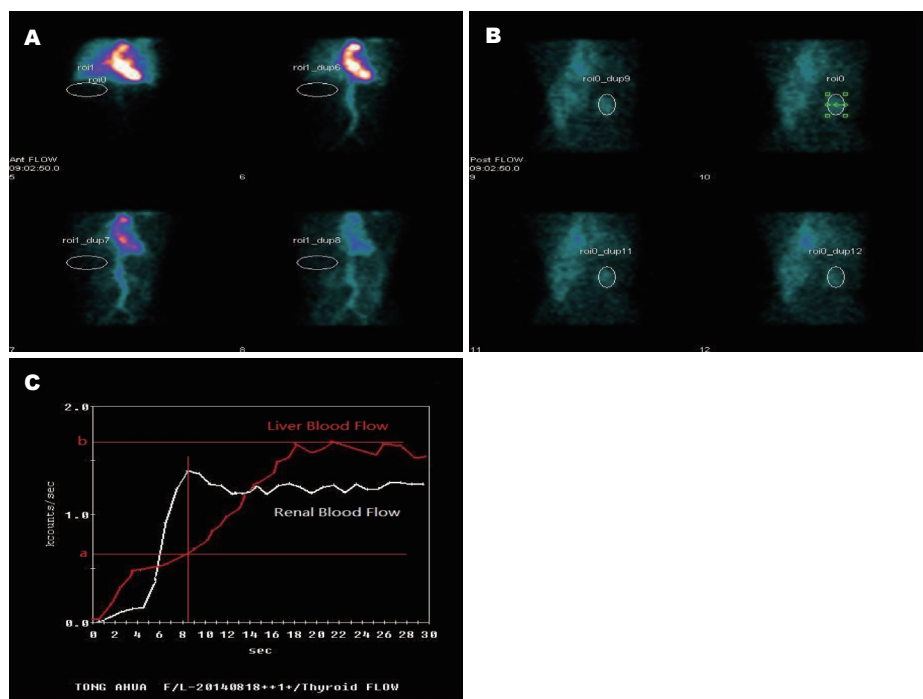 A
roi1
roi0
roi1_dup6
Ant FLOW
09:02:50.0
5
6
roi1_dup7
roi1_dup8
7
8
B
roi0_dup9
roi0
Post FLOW
09:02:50.0
9
10
roi0_dup11
roi0_dup12
11
12
C
2.0
b
Liver Blood Flow
kcounts/sec
1.0
Renal Blood Flow
a
0.0
0 2 4 6 8 10 12 14 16 18 20 22 24 26 28 30
sec
TONG AHUA F/L-20140818++1+/Thyroid FLOW